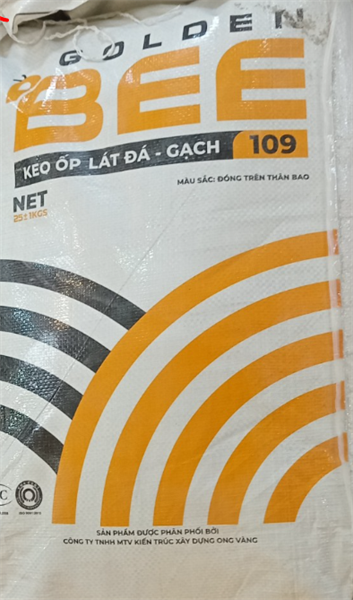 GOLDEN
BEE
KEO ỐP LÁT ĐÁ - GẠCH 109
MÀU SẮC: ĐÓNG TRÊN THÂN BAO
NET
25±1KGS
SẢN PHẨM ĐƯỢC PHÂN PHỐI BỞI
CÔNG TY TNHH MTV KIẾN TRÚC XÂY DỰNG ONG VÀNG